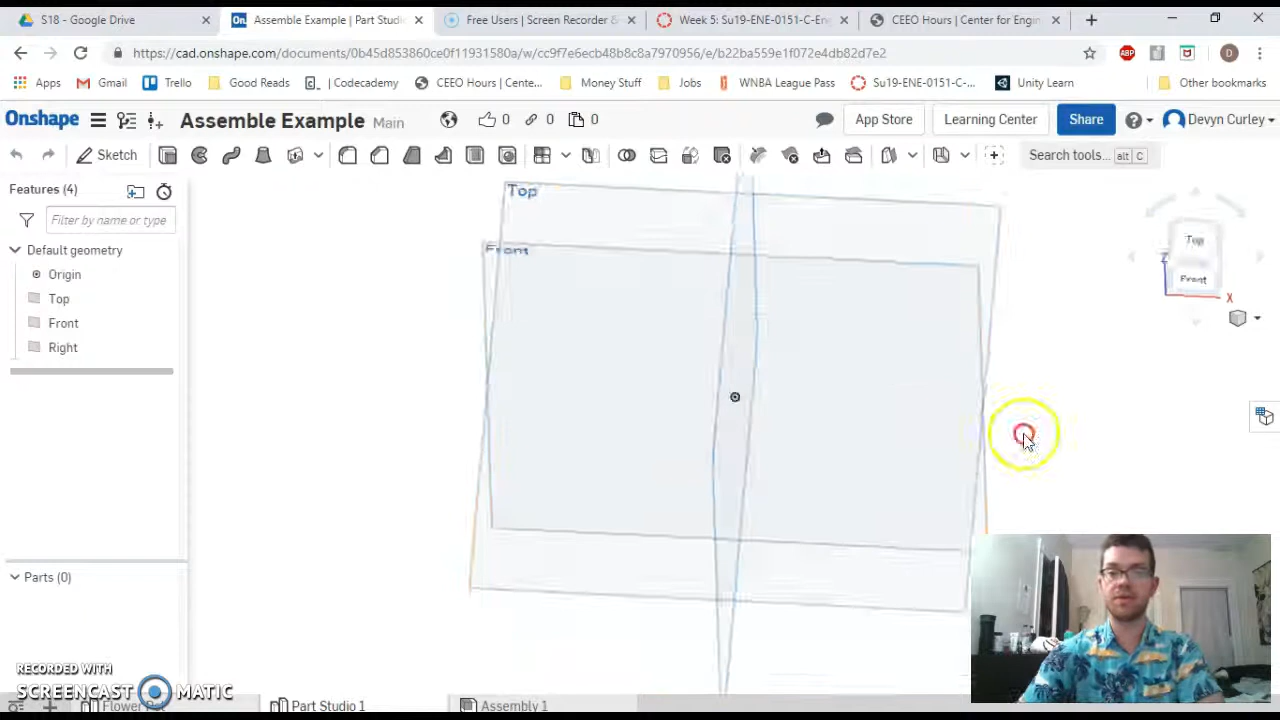 S18 - Google Drive
Assemble Example | Part Studi
Free Users | Screen Recorder &
Week 5: Su19-ENE-0151-C-En
CEEO Hours | Center for Engin
https://cad.onshape.com/documents/0b45d853860ce0f11931580a/w/cc9f7e6ecb48b8c8a7970956/e/b22ba559e1f072e4db82d7e2
ABP
D
Apps
Gmail
Trello
Good Reads
Codecademy
CEEO Hours | Cente...
Money Stuff
Jobs
WNBA League Pass
Su19-ENE-0151-C-...
Unity Learn
Other bookmarks
Onshape
Assemble Example Main
0
0
0
App Store
Learning Center
Share
Devyn Curley
Sketch
Search tools... alt C
Features (4)
Filter by name or type
Default geometry
Origin
Top
Front
Right
Parts (0)
Top
Front
Top
Front
Z
X
RECORDED WITH
SCREENCAST MATIC
Part Studio 1
Assembly 1